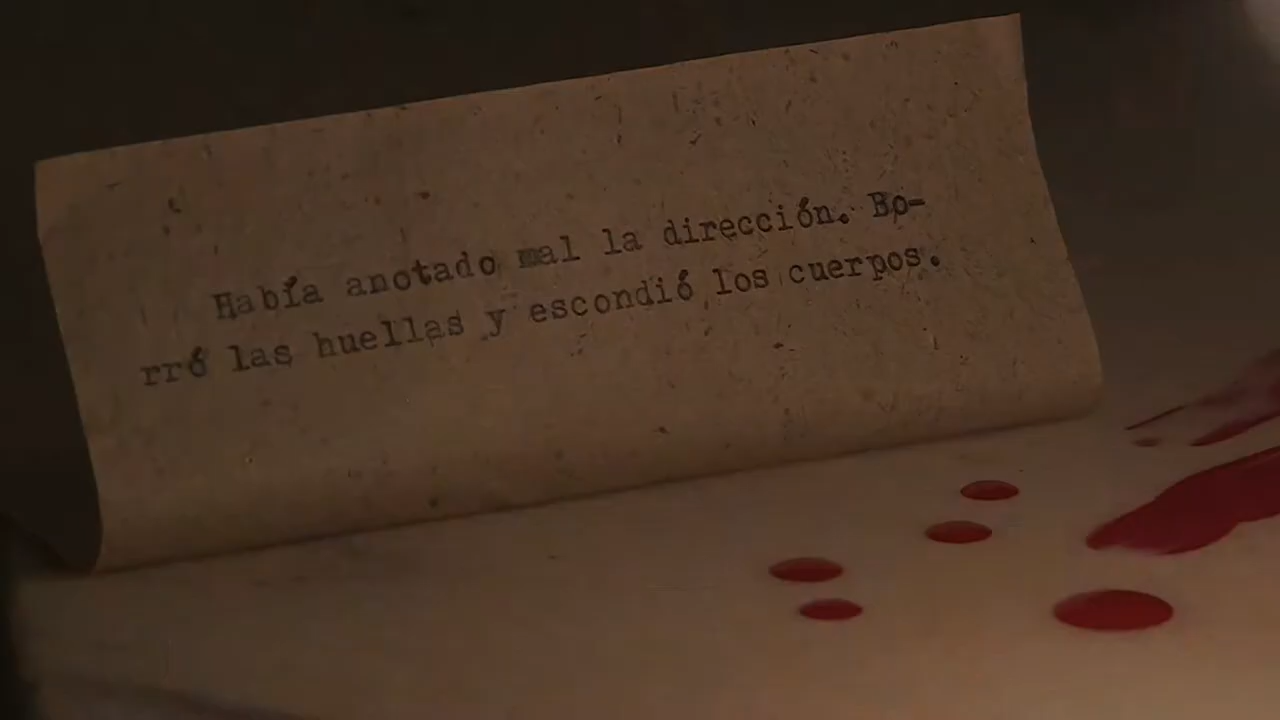 Había anotado mal la dirección. Bo-
rró las huellas y escondió los cuerpos.